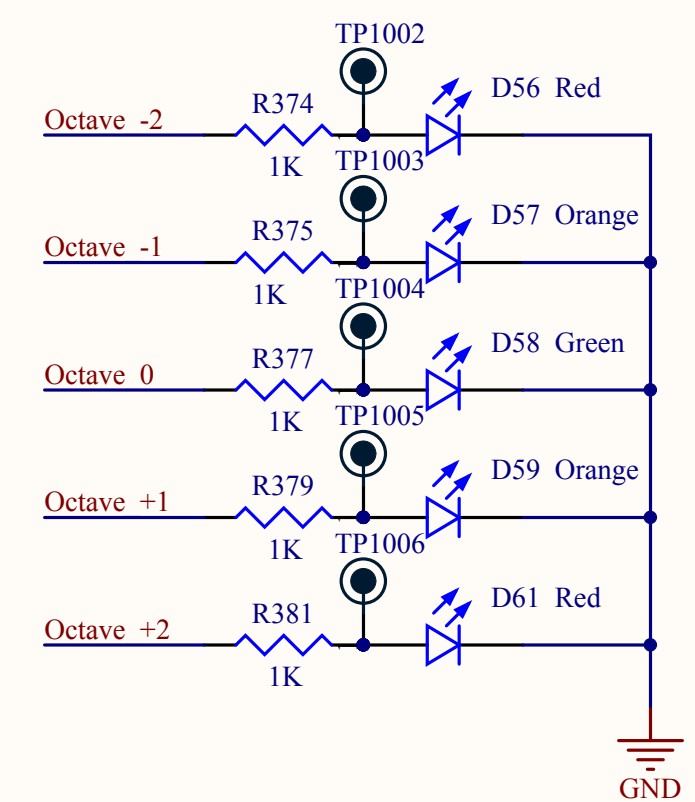 TP1002
D56 Red
R374
Octave -2
1K
TP1003
D57 Orange
R375
Octave -1
1K
TP1004
D58 Green
R377
Octave 0
1K
TP1005
D59 Orange
R379
Octave +1
1K
TP1006
D61 Red
R381
Octave +2
1K
GND